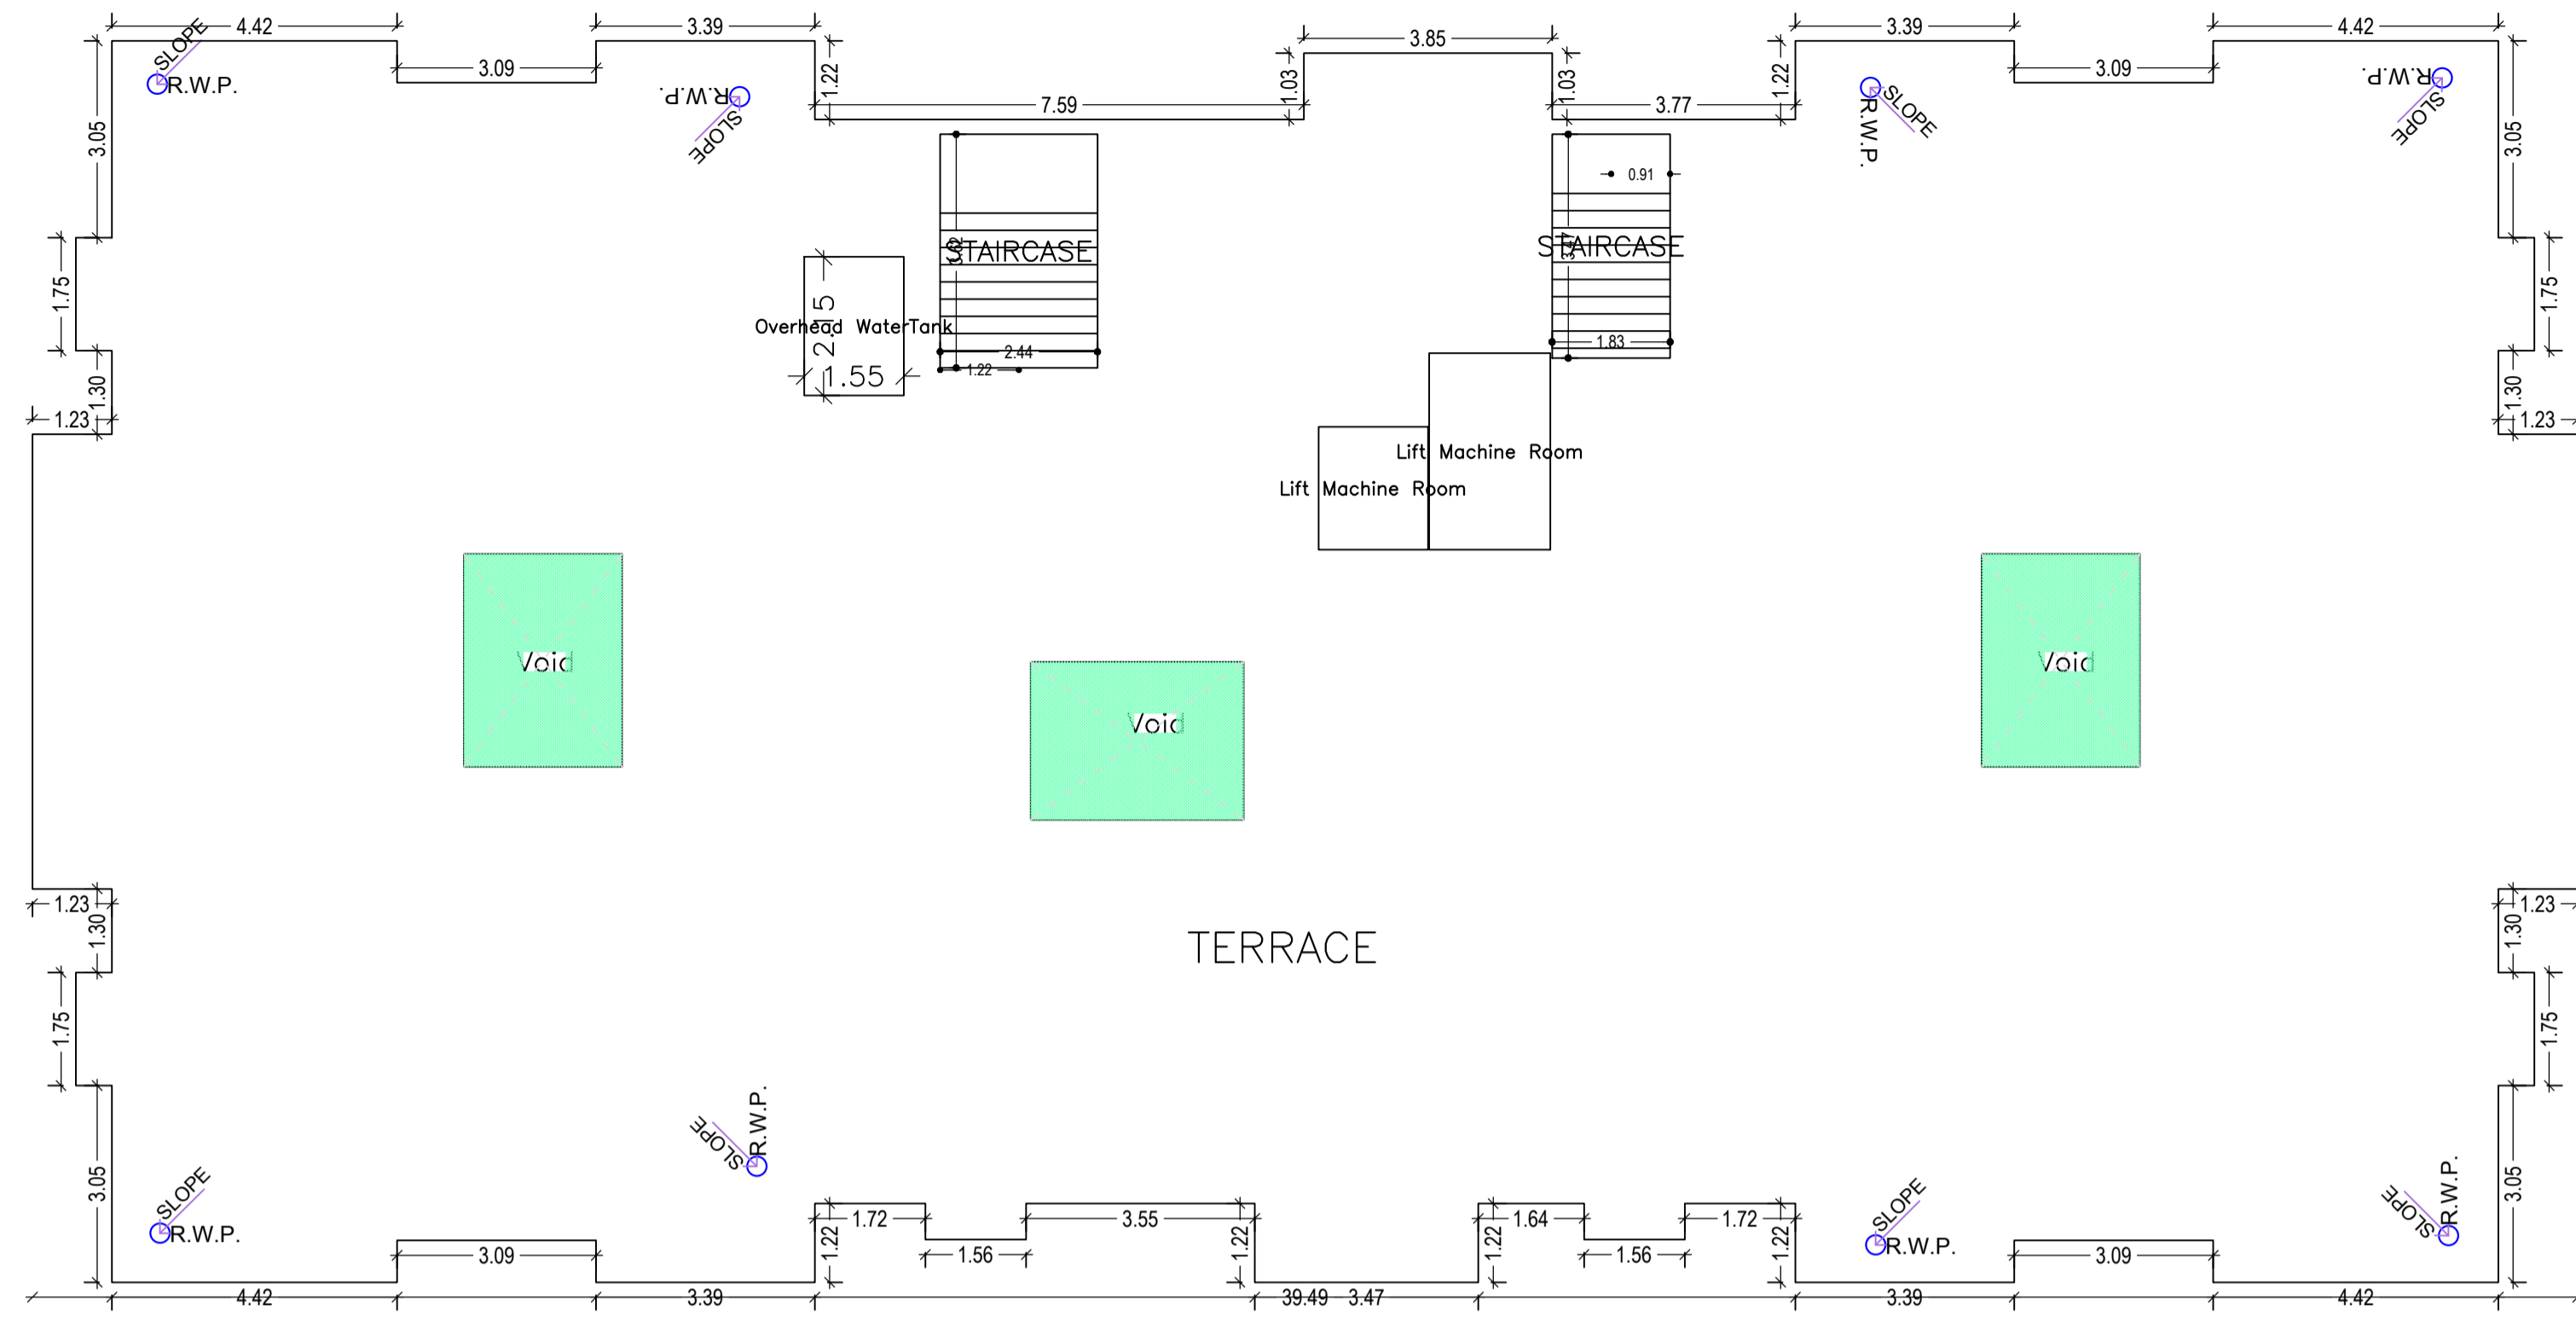 4.42
3.39
3.85
3.39
4.42
SLOPE
R.W.P.
3.09
R.W.P.
SLOPE
1.22
7.59
1.03
1.03
3.77
1.22
R.W.P.
SLOPE
3.09
R.W.P.
SLOPE
3.05
3.05
0.91
STAIRCASE
3.62
STAIRCASE
3.47
1.75
1.75
2.15
Overhead WaterTank
2.44
1.83
1.55
1.22
1.30
1.30
1.23
1.23
Lift Machine Room
Lift Machine Room
Void
Void
Void
1.23
1.23
1.30
1.30
TERRACE
1.75
1.75
SLOPE
R.W.P.
3.05
3.05
SLOPE
R.W.P.
SLOPE
R.W.P.
SLOPE
R.W.P.
1.72
3.55
1.64
1.72
1.22
1.22
1.22
1.22
3.09
1.56
1.56
3.09
4.42
3.39
39.49
3.47
3.39
4.42